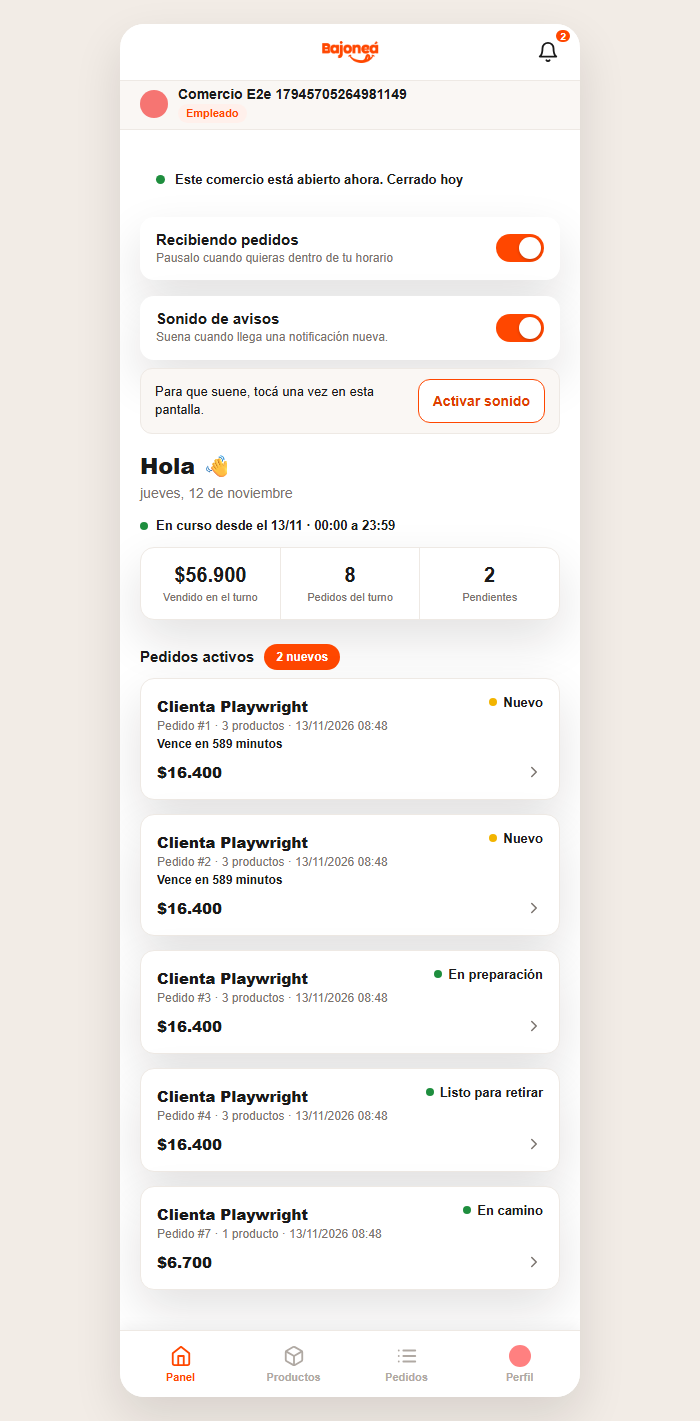 Bajoneá
2
Comercio E2e 17945705264981149
Empleado
Este comercio está abierto ahora. Cerrado hoy
Recibiendo pedidos
Pausalo cuando quieras dentro de tu horario
Sonido de avisos
Suena cuando llega una notificación nueva.
Para que suene, tocá una vez en esta
pantalla.
Activar sonido
Hola 👋
jueves, 12 de noviembre
En curso desde el 13/11 · 00:00 a 23:59
$56.900
Vendido en el turno
8
Pedidos del turno
2
Pendientes
Pedidos activos
2 nuevos
Clienta Playwright
Nuevo
Pedido #1 · 3 productos · 13/11/2026 08:48
Vence en 589 minutos
$16.400
Clienta Playwright
Nuevo
Pedido #2 · 3 productos · 13/11/2026 08:48
Vence en 589 minutos
$16.400
Clienta Playwright
En preparación
Pedido #3 · 3 productos · 13/11/2026 08:48
$16.400
Clienta Playwright
Listo para retirar
Pedido #4 · 3 productos · 13/11/2026 08:48
$16.400
Clienta Playwright
En camino
Pedido #7 · 1 producto · 13/11/2026 08:48
$6.700
Panel
Productos
Pedidos
Perfil